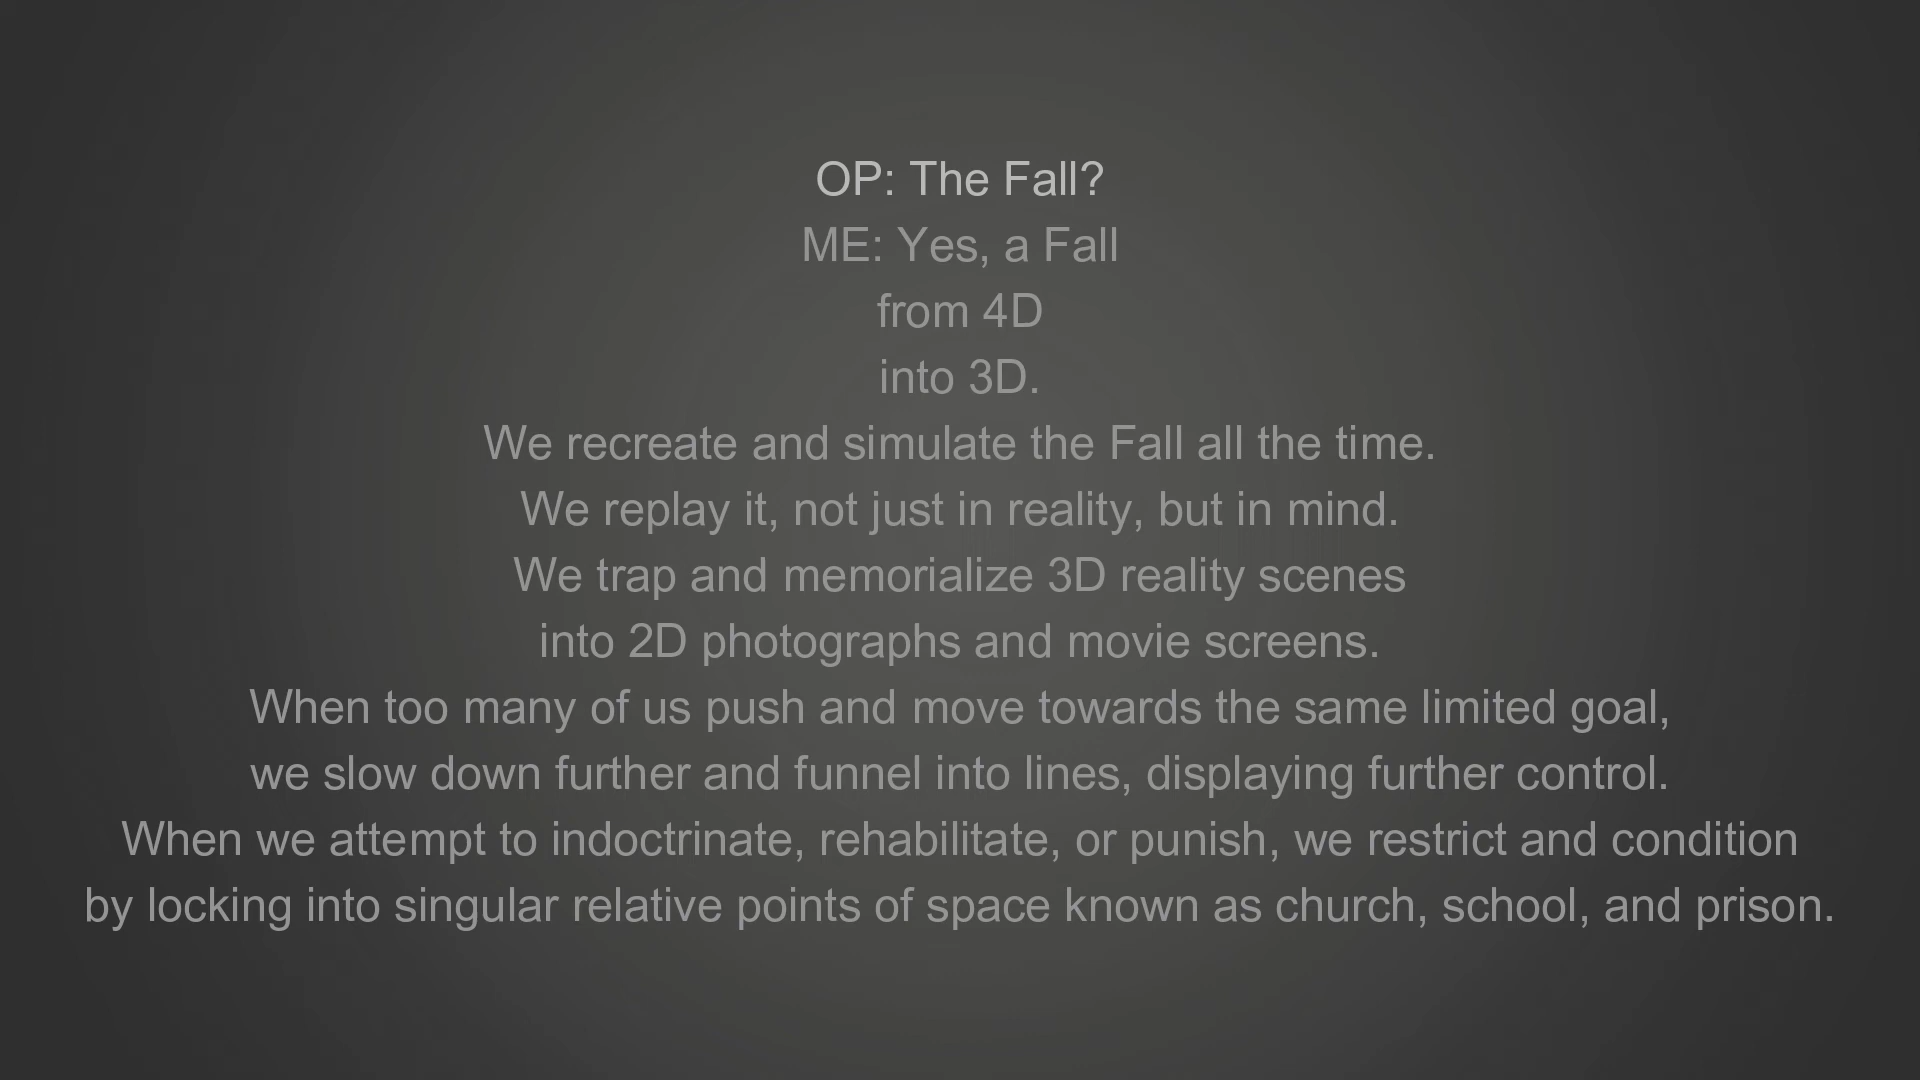 OP: The Fall?
ME: Yes, a Fall
from 4D
into 3D.
We recreate and simulate the Fall all the time.
We replay it, not just in reality, but in mind.
We trap and memorialize 3D reality scenes
into 2D photographs and movie screens.
When too many of us push and move towards the same limited goal,
we slow down further and funnel into lines, displaying further control.
When we attempt to indoctrinate, rehabilitate, or punish, we restrict and condition
by locking into singular relative points of space known as church, school, and prison.